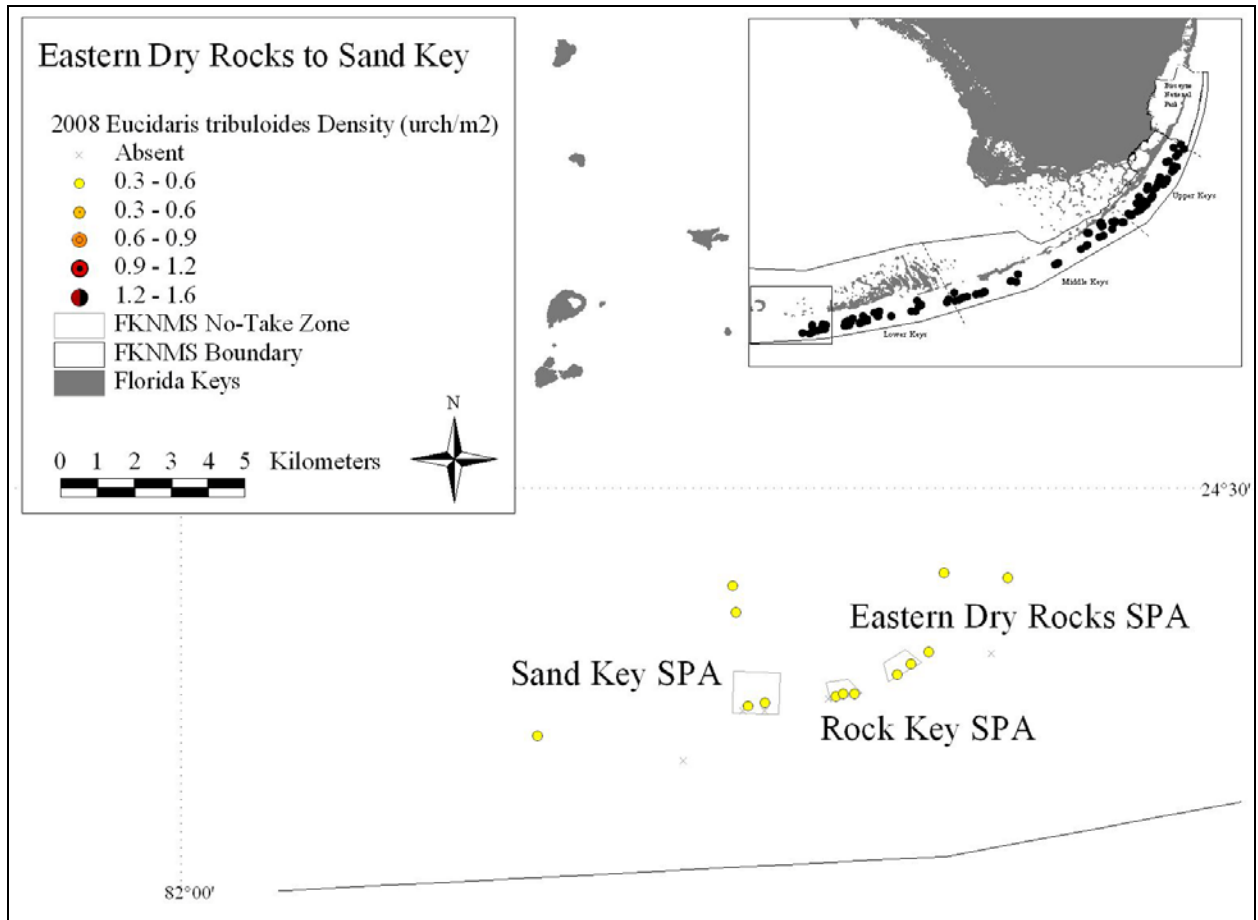 Eastern Dry Rocks to Sand Key
2008 Eucidaris tribuloides Density (urch/m2)
Absent
0.3 - 0.6
0.3 - 0.6
0.6 - 0.9
0.9 - 1.2
1.2 - 1.6
FKNMS No-Take Zone
FKNMS Boundary
Florida Keys
N
0 1 2 3 4 5 Kilometers
Biscayne
National
Park
Upper Keys
Middle Keys
Lower Keys
24°30'
Eastern Dry Rocks SPA
Sand Key SPA
Rock Key SPA
82°00'